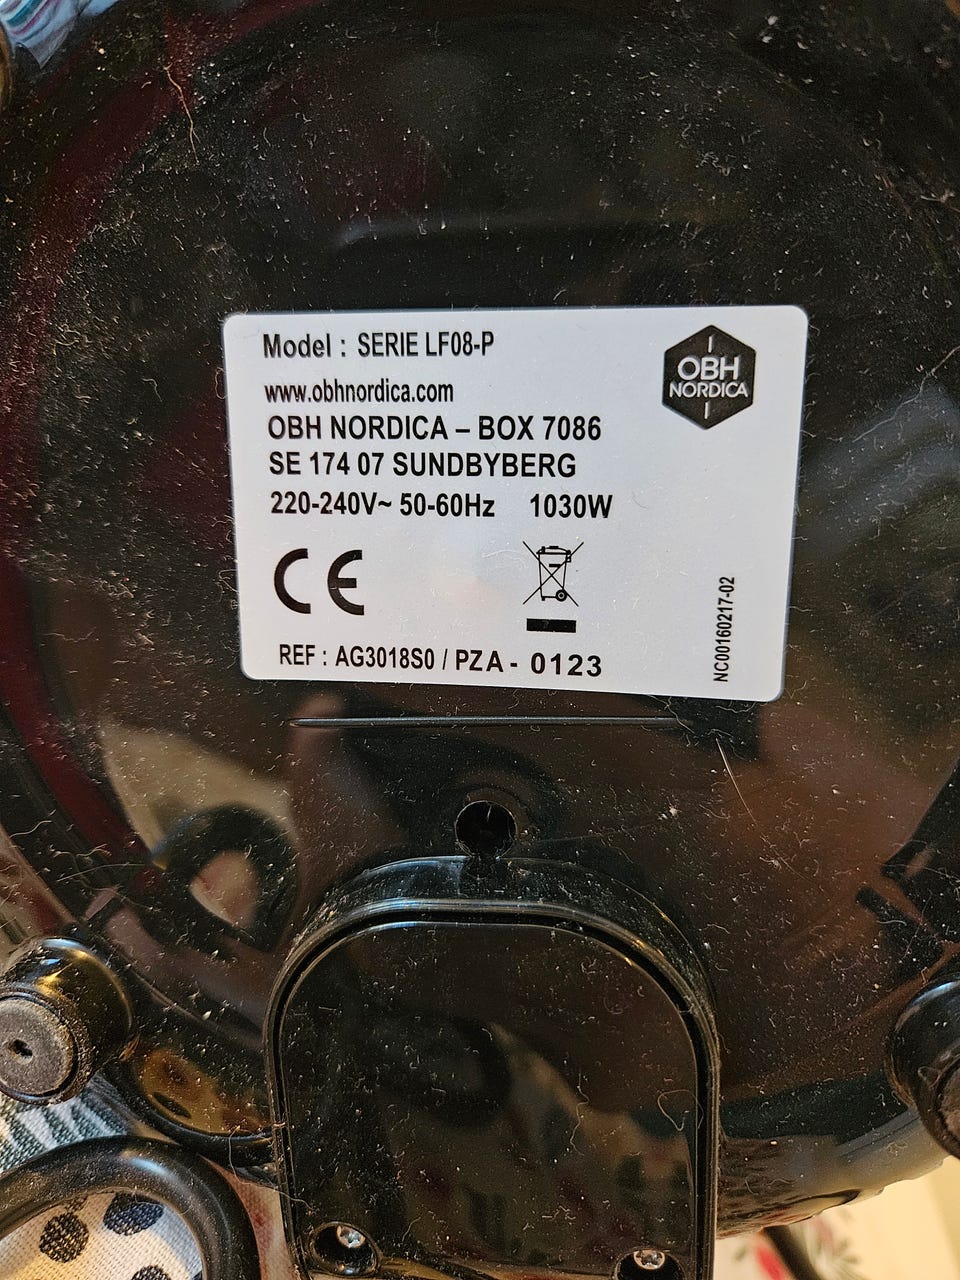 Model : SERIE LF08-P
OBH
NORDICA
www.obhnordica.com
OBH NORDICA – BOX 7086
SE 174 07 SUNDBYBERG
220-240V~ 50-60Hz 1030W
CE
REF : AG3018S0 / PZA - 0123
NC00160217-02